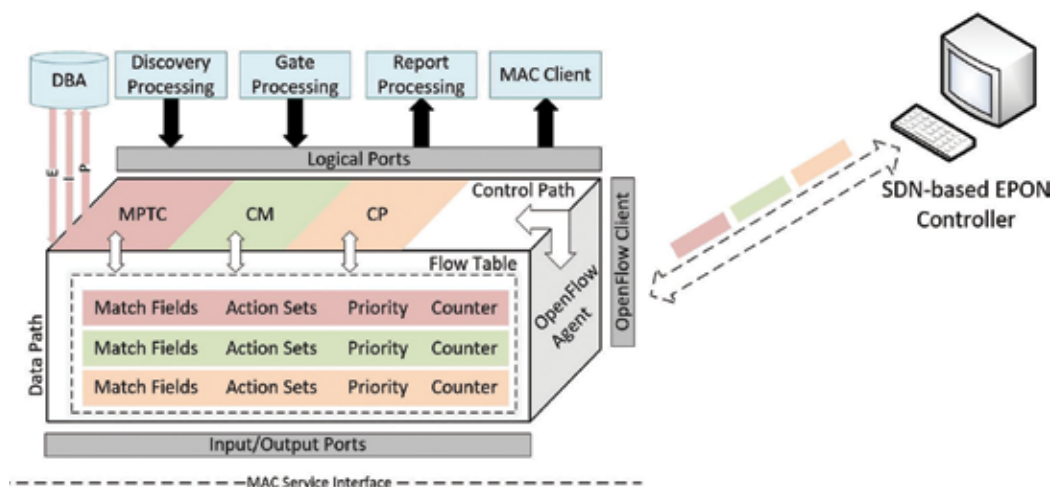 DBA
Discovery
Processing
Gate
Processing
Report
Processing
MAC Client
E
I
P
Logical Ports
MPTC
CM
CP
Control Path
Flow Table
Match Fields Action Sets Priority Counter
Match Fields Action Sets Priority Counter
Match Fields Action Sets Priority Counter
Data Path
OpenFlow
Agent
OpenFlow Client
Input/Output Ports
MAC Service Interface
SDN-based EPON
Controller